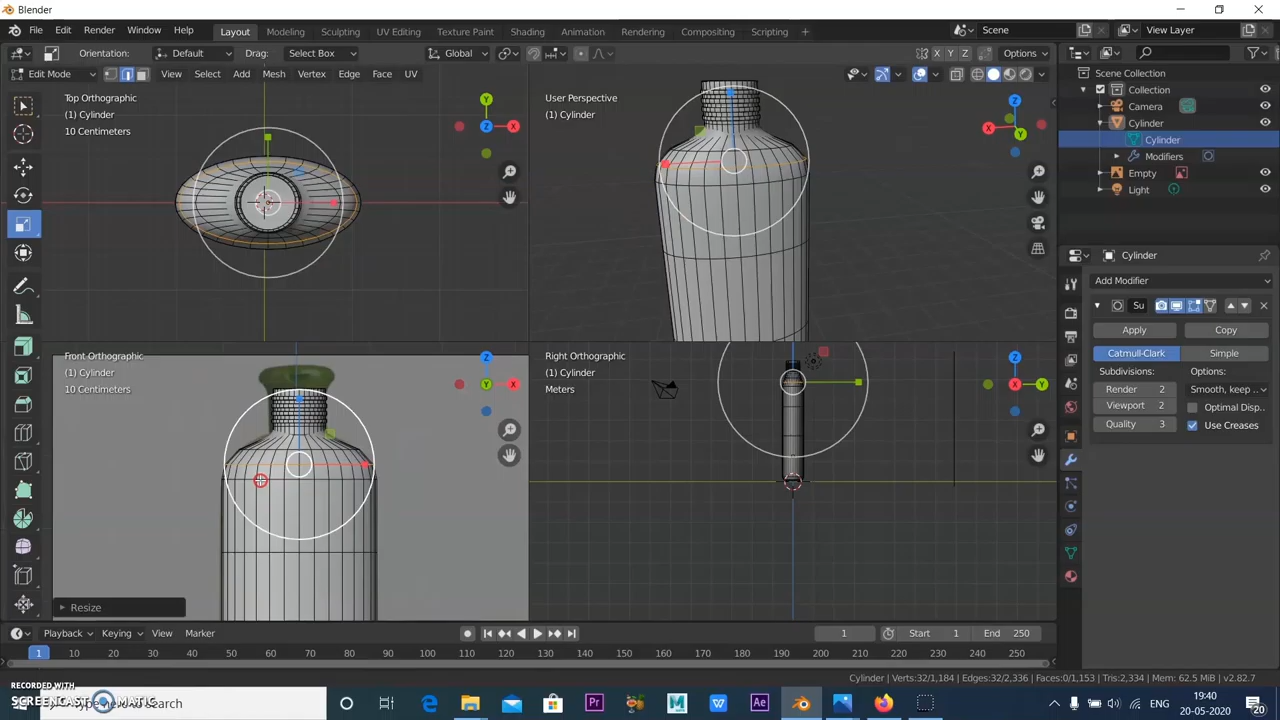 Blender
File Edit Render Window Help Layout Modeling Sculpting UV Editing Texture Paint Shading Animation Rendering Compositing Scripting + Scene View Layer
Orientation: Default Drag: Select Box Global X Y Z Options
Edit Mode View Select Add Mesh Vertex Edge Face UV
Top Orthographic
(1) Cylinder
10 Centimeters
User Perspective
(1) Cylinder
Front Orthographic
(1) Cylinder
10 Centimeters
Right Orthographic
(1) Cylinder
Meters
Resize
Scene Collection
Collection
Camera
Cylinder
Cylinder
Modifiers
Empty
Light
Cylinder
Add Modifier
Su
Apply Copy
Catmull-Clark Simple
Subdivisions: Options:
Render 2 Smooth, keep ..
Viewport 2 Optimal Disp..
Quality 3 Use Creases
Playback Keying View Marker 1 Start 1 End 250
1 10 20 30 40 50 60 70 80 90 100 110 120 130 140 150 160 170 180 190 200 210 220 230 240 250
Cylinder | Verts:32/1,184 | Edges:32/2,336 | Faces:0/1,153 | Tris:2,334 | Mem: 62.5 MiB | v2.82.7
RECORDED WITH
SCREENCAST MATIC
here to search
ENG
19:40
20-05-2020
20